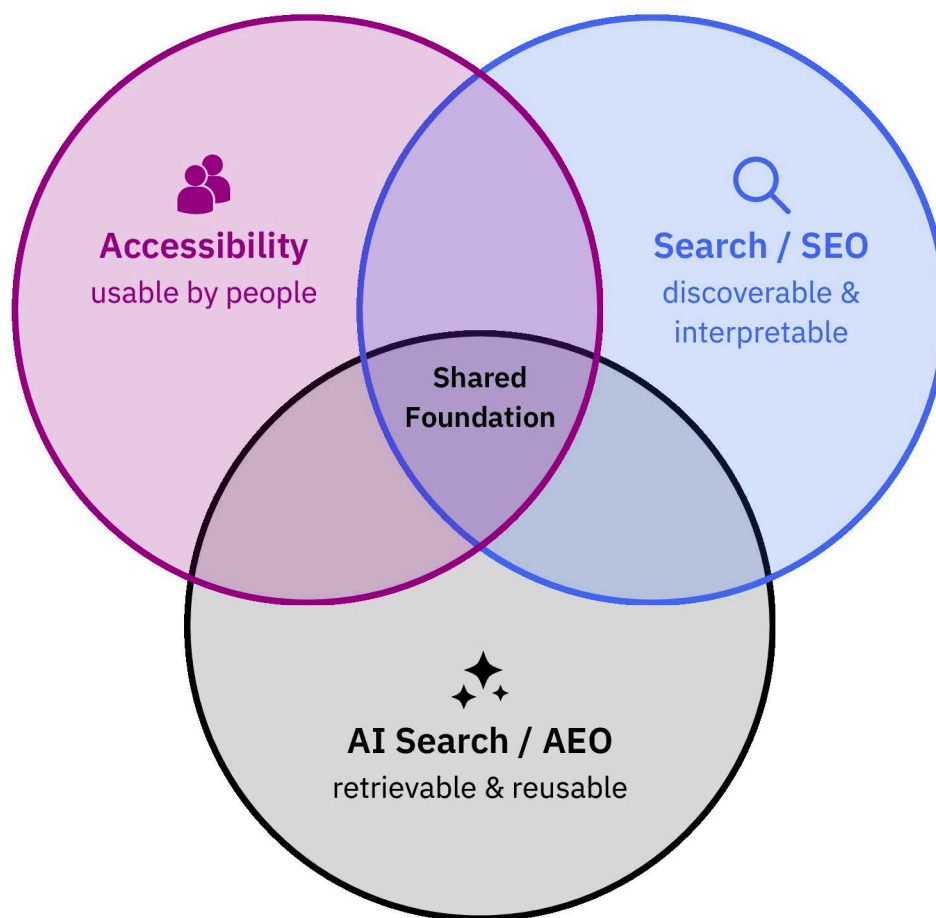 Accessibility
usable by people
Search / SEO
discoverable &
interpretable
Shared
Foundation
AI Search / AEO
retrievable & reusable